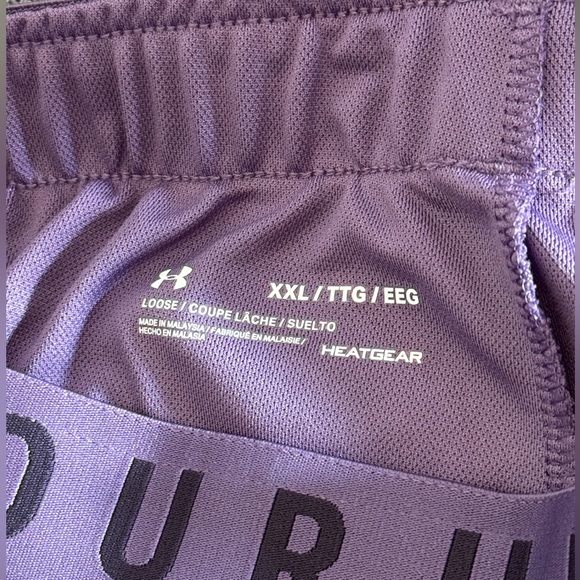 XXL / TTG / EEG
LOOSE / COUPE LÂCHE / SUELTO
MADE IN MALAYSIA / FABRIQUÉ EN MALAISIE /
HECHO EN MALASIA
HEATGEAR
OUR U